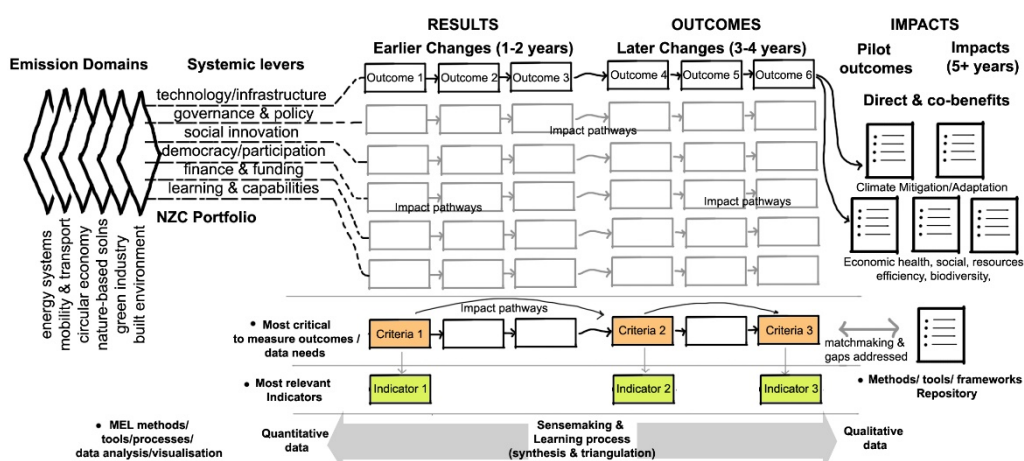 RESULTS
OUTCOMES
IMPACTS
Earlier Changes (1-2 years)
Later Changes (3-4 years)
Pilot
outcomes
Impacts
(5+ years)
Emission Domains
Systemic levers
Outcome 1
Outcome 2
Outcome 3
Outcome 4
Outcome 5
Outcome 6
Direct & co-benefits
technology/infrastructure
governance & policy
social innovation
democracy/participation
finance & funding
learning & capabilities
NZC Portfolio
Impact pathways
Impact pathways
Impact pathways
Climate Mitigation/Adaptation
Economic health, social, resources
efficiency, biodiversity,
energy systems
mobility & transport
circular economy
nature-based solns
green industry
built environment
Impact pathways
• Most critical
to measure outcomes /
data needs
Criteria 1
Criteria 2
Criteria 3
matchmaking &
gaps addressed
• Most relevant
Indicators
Indicator 1
Indicator 2
Indicator 3
• Methods/ tools/ frameworks
Repository
• MEL methods/
tools/processes/
data analysis/visualisation
Quantitative
data
Sensemaking &
Learning process
(synthesis & triangulation)
Qualitative
data